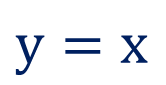 y = x